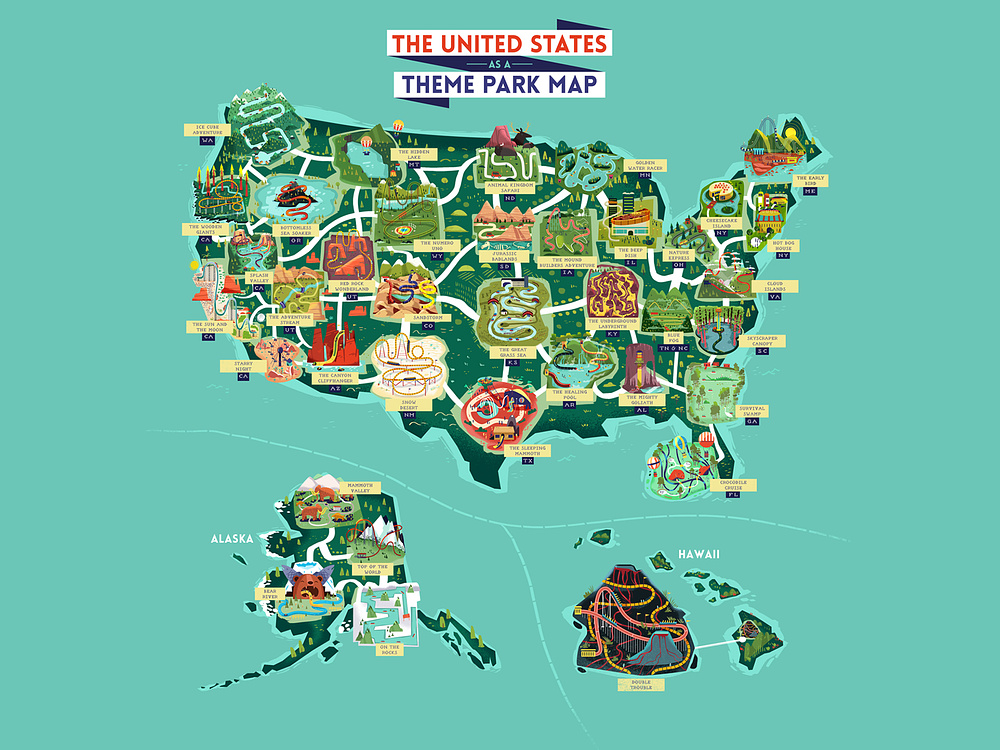 THE UNITED STATES
AS A
THEME PARK MAP
ICE CUBE
ADVENTURE
WA
THE HIDDEN
LAKE
MT
ANIMAL KINGDOM
SAFARI
ND
GOLDEN
WATER RACER
MN
THE EARLY
BIRD
ME
THE WOODEN
GIANTS
CA
BOTTOMLESS
SEA SOAKER
OR
THE NUMERO
UNO
WY
JURASSIC
BADLANDS
SD
THE MOUND
BUILDERS ADVENTURE
IA
THE DEEP
DISH
IL
NATURE
EXPRESS
OH
CHEESECAKE
ISLAND
NY
HOT DOG
HOUSE
NY
SPLASH
VALLEY
CA
RED ROCK
WONDERLAND
UT
SANDSTORM
CO
CLOUD
ISLANDS
VA
THE SUN AND
THE MOON
CA
THE ADVENTURE
STREAM
UT
THE GREAT
GRASS SEA
KS
THE UNDERGROUND
LABYRINTH
KY
BLUE
FOG
TN & NC
SKYSCRAPER
CANOPY
SC
STARRY
NIGHT
CA
THE CANYON
CLIFFHANGER
AZ
SNOW
DESERT
NM
THE HEALING
POOL
AR
THE MIGHTY
GOLIATH
AL
SURVIVAL
SWAMP
GA
THE SLEEPING
MAMMOTH
TX
CROCODILE
CRUISE
FL
MAMMOTH
VALLEY
ALASKA
TOP OF THE
WORLD
BEAR
RIVER
ON THE
ROCKS
HAWAII
DOUBLE
TROUBLE